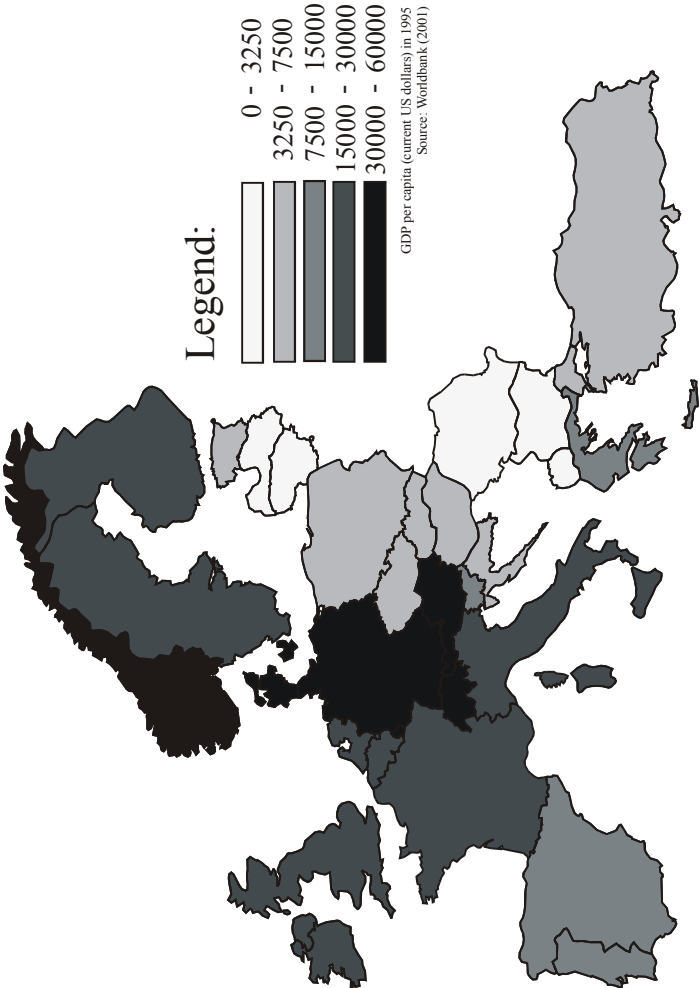 Legend:
0 - 3250
3250 - 7500
7500 - 15000
15000 - 30000
30000 - 60000
GDP per capita (current US dollars) in 1995
Source: Worldbank (2001)